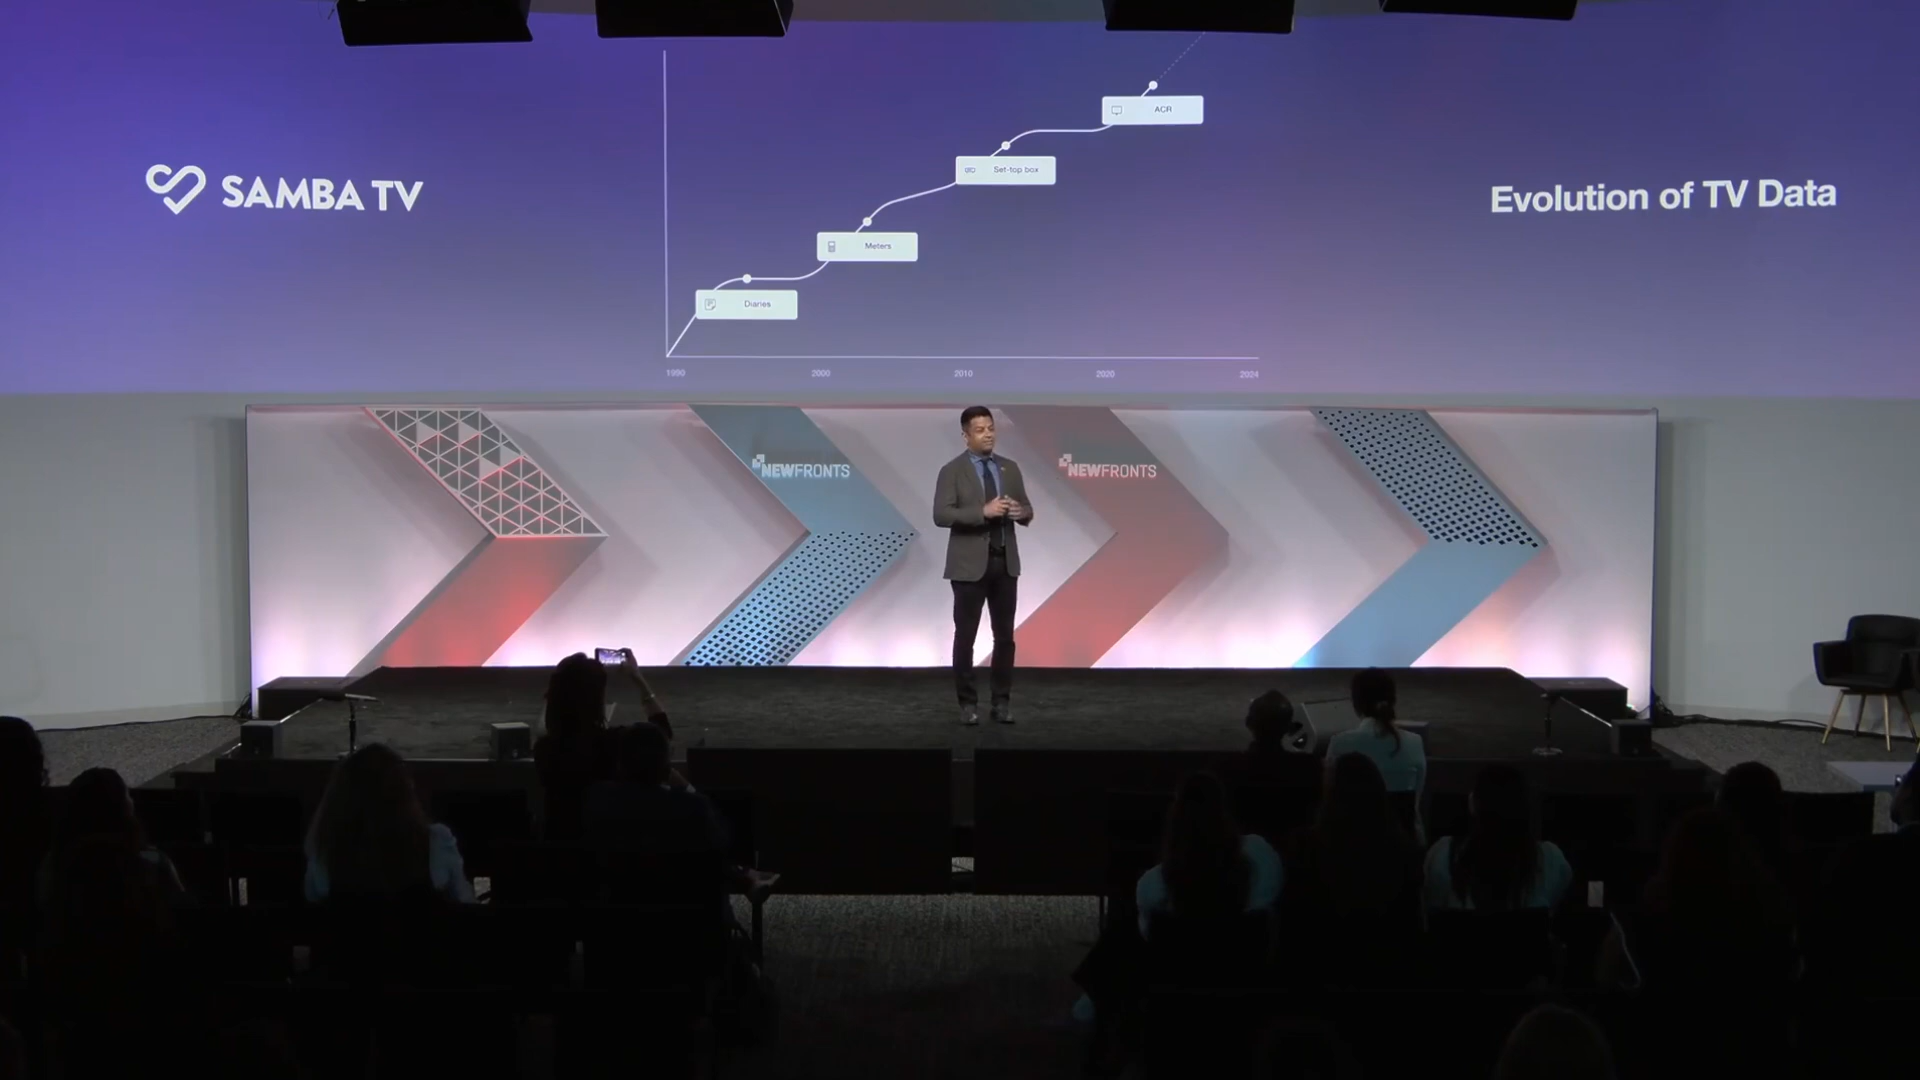 SAMBA TV
Evolution of TV Data
ACR
Set-top box
Meters
Diaries
1990
2000
2010
2020
2024
NEWFRONTS
NEWFRONTS